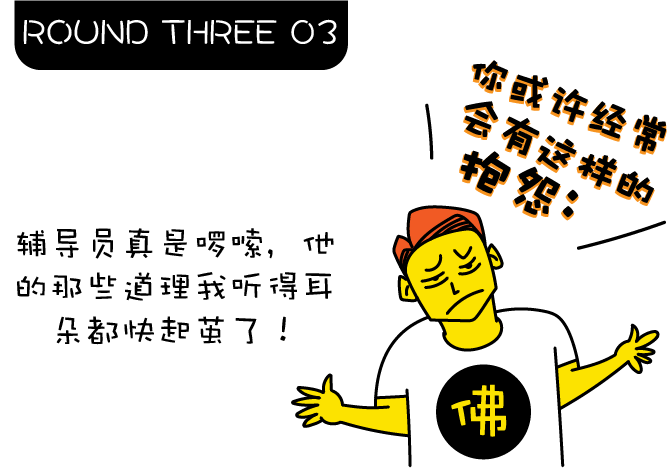 ROUND THREE 03
你或许经常
会有这样的
抱怨：
辅导员真是啰嗦，他
的那些道理我听得耳
朵都快起茧了！
佛